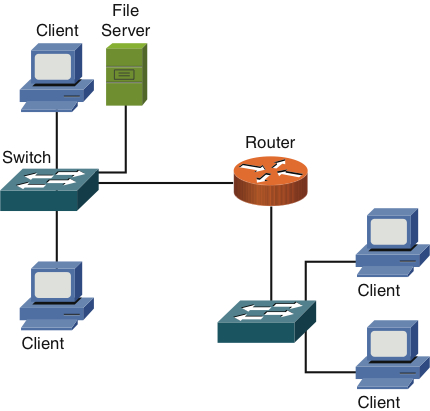 Client
File
Server
Switch
Router
Client
Client
Client